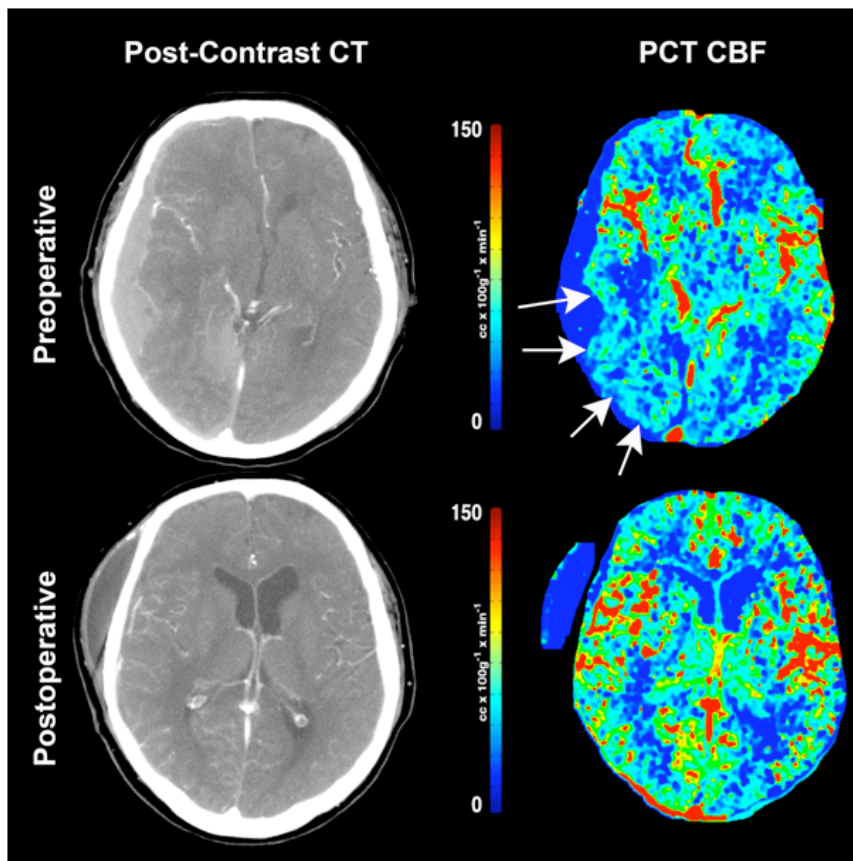 Post-Contrast CT
PCT CBF
Preoperative
150
cc x 100g⁻¹ x min⁻¹
0
Postoperative
150
cc x 100g⁻¹ x min⁻¹
0